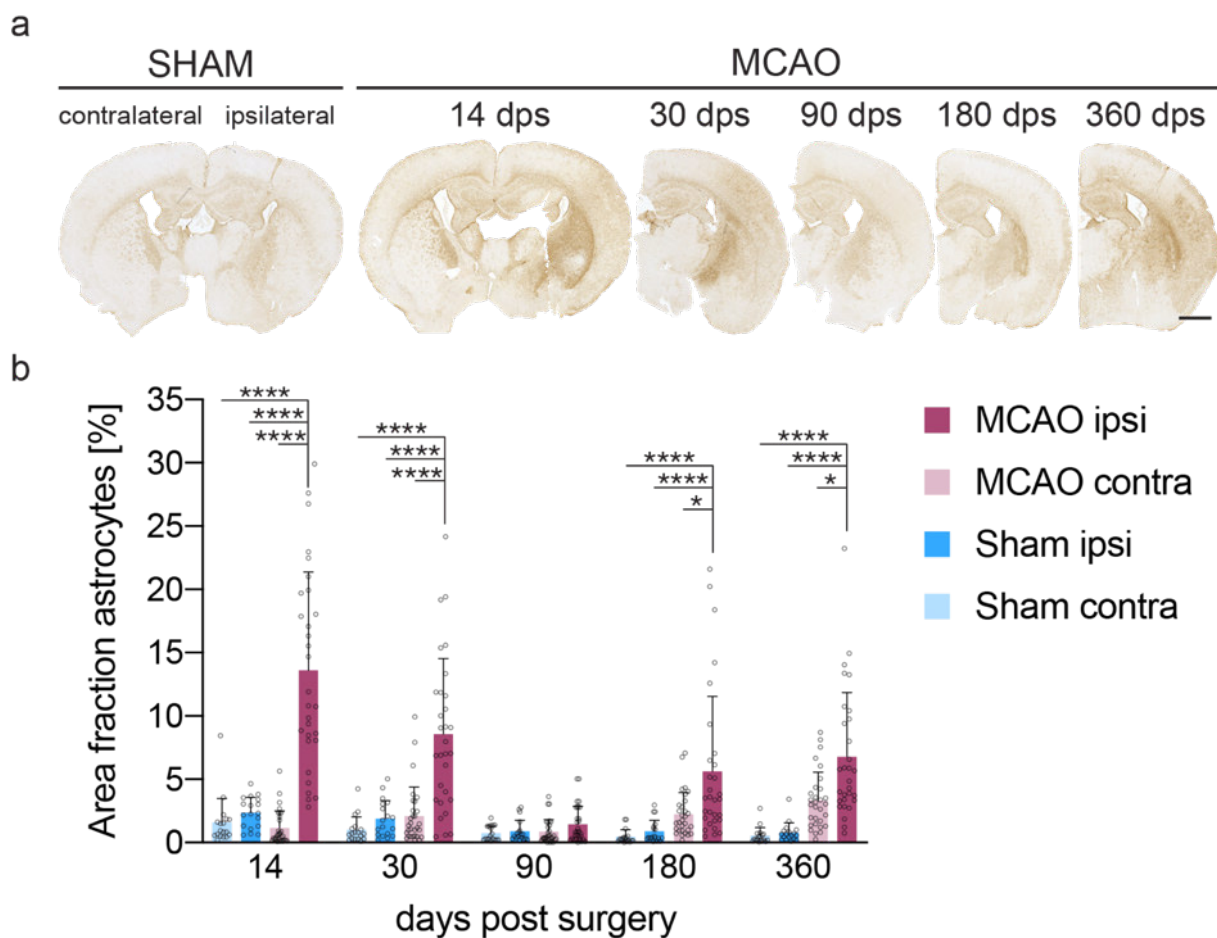 a
SHAM
MCAO
contralateral ipsilateral
14 dps 30 dps 90 dps 180 dps 360 dps
b
Area fraction astrocytes [%]
35
30
25
20
15
10
5
0
****
****
****
****
****
****
****
****
*
****
****
*
14 30 90 180 360
days post surgery
MCAO ipsi
MCAO contra
Sham ipsi
Sham contra